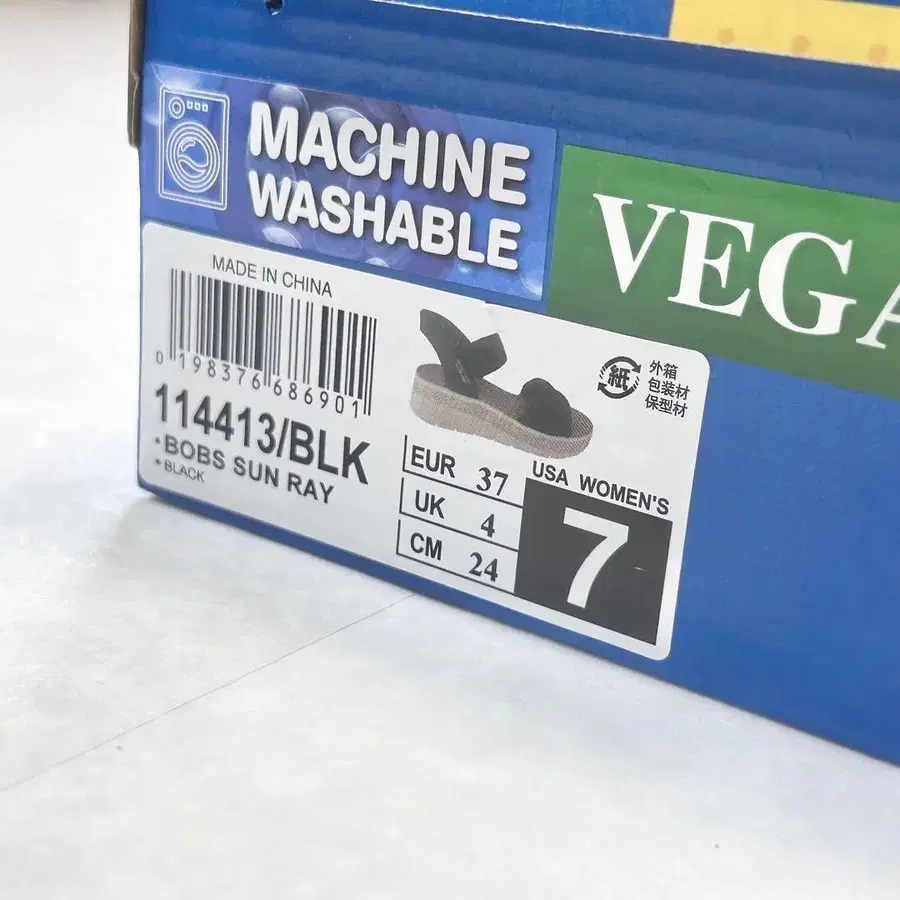 MACHINE
WASHABLE
VEGA
MADE IN CHINA
0 198376 686901
114413/BLK
•BOBS SUN RAY
*BLACK
紙
外箱
包装材
保型材
EUR 37
UK 4
CM 24
USA WOMEN'S
7